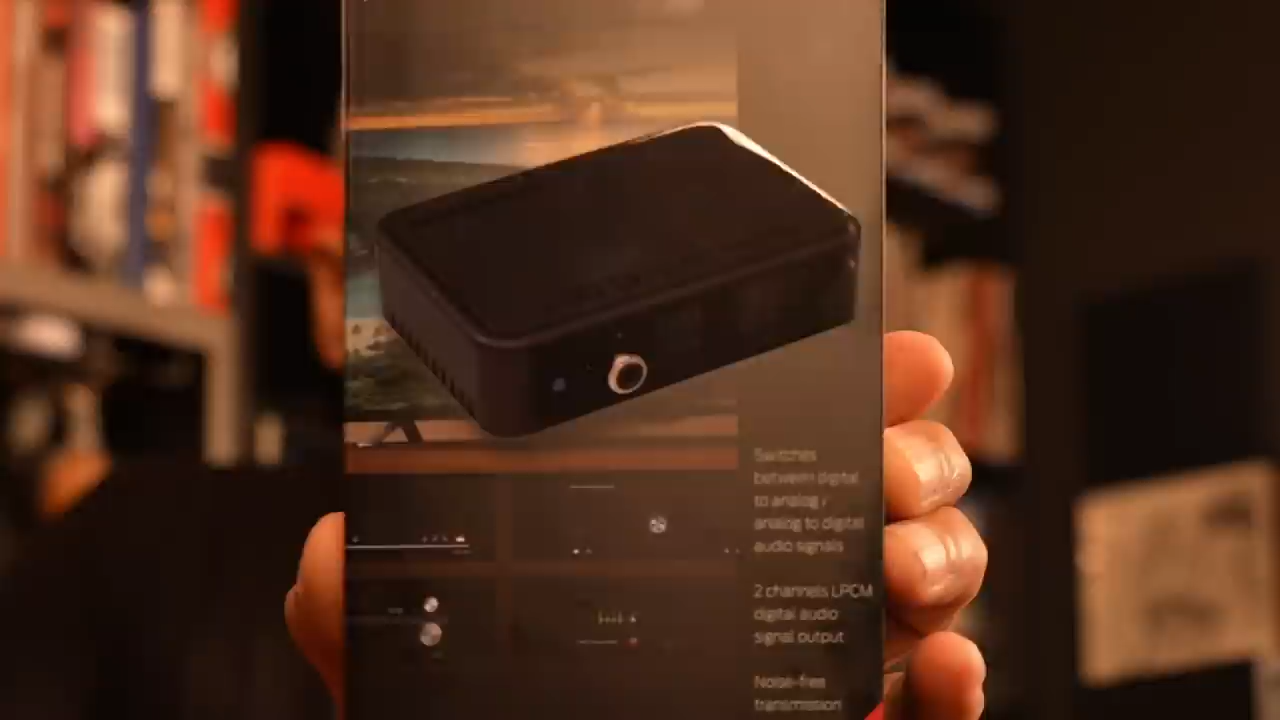 Switches
between digital
to analog /
analog to digital
audio signals
2 channels LPCM
digital audio
signal output
Noise-free
transmission